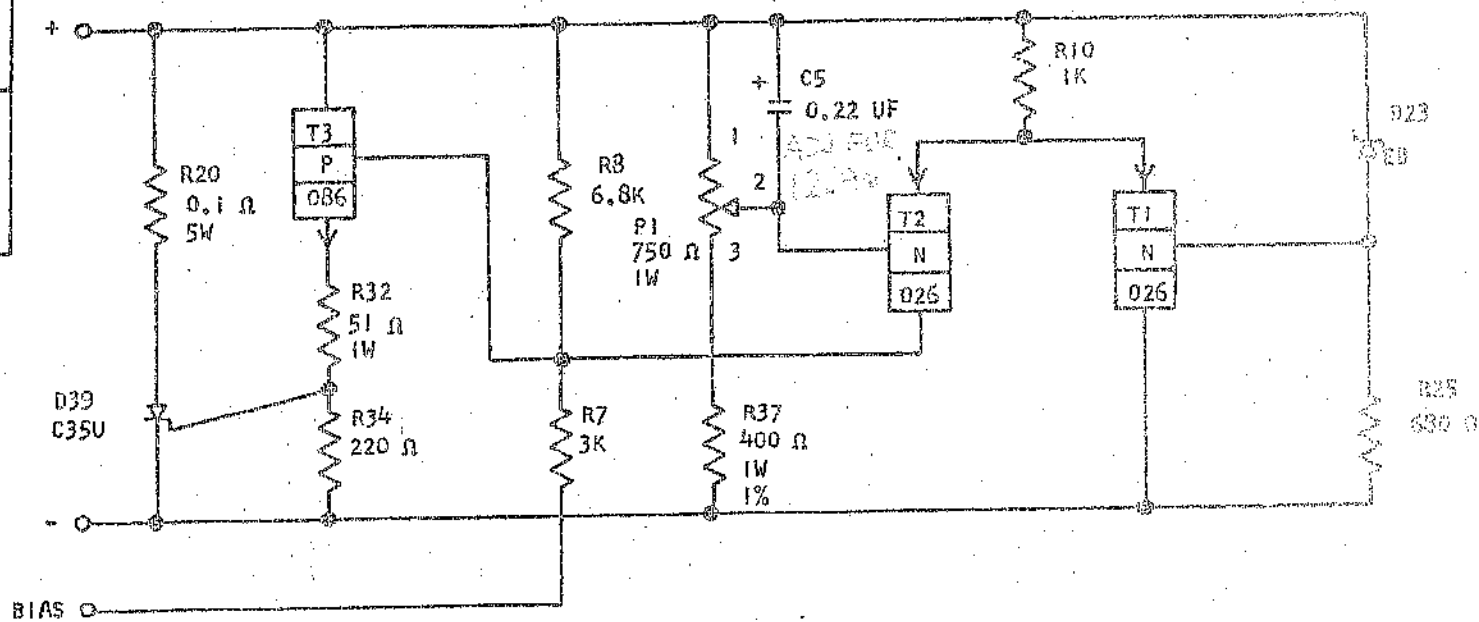 +
R20
0.1 Ω
5W
T3
P
086
R32
51 Ω
1W
R34
220 Ω
D39
C35U
R8
6.8K
R7
3K
P1
750 Ω
1W
1
2
3
+ C5
0.22 UF
R37
400 Ω
1W
1%
R10
1K
T2
N
026
T1
N
026
D23
R25
680 Ω
-
BIAS